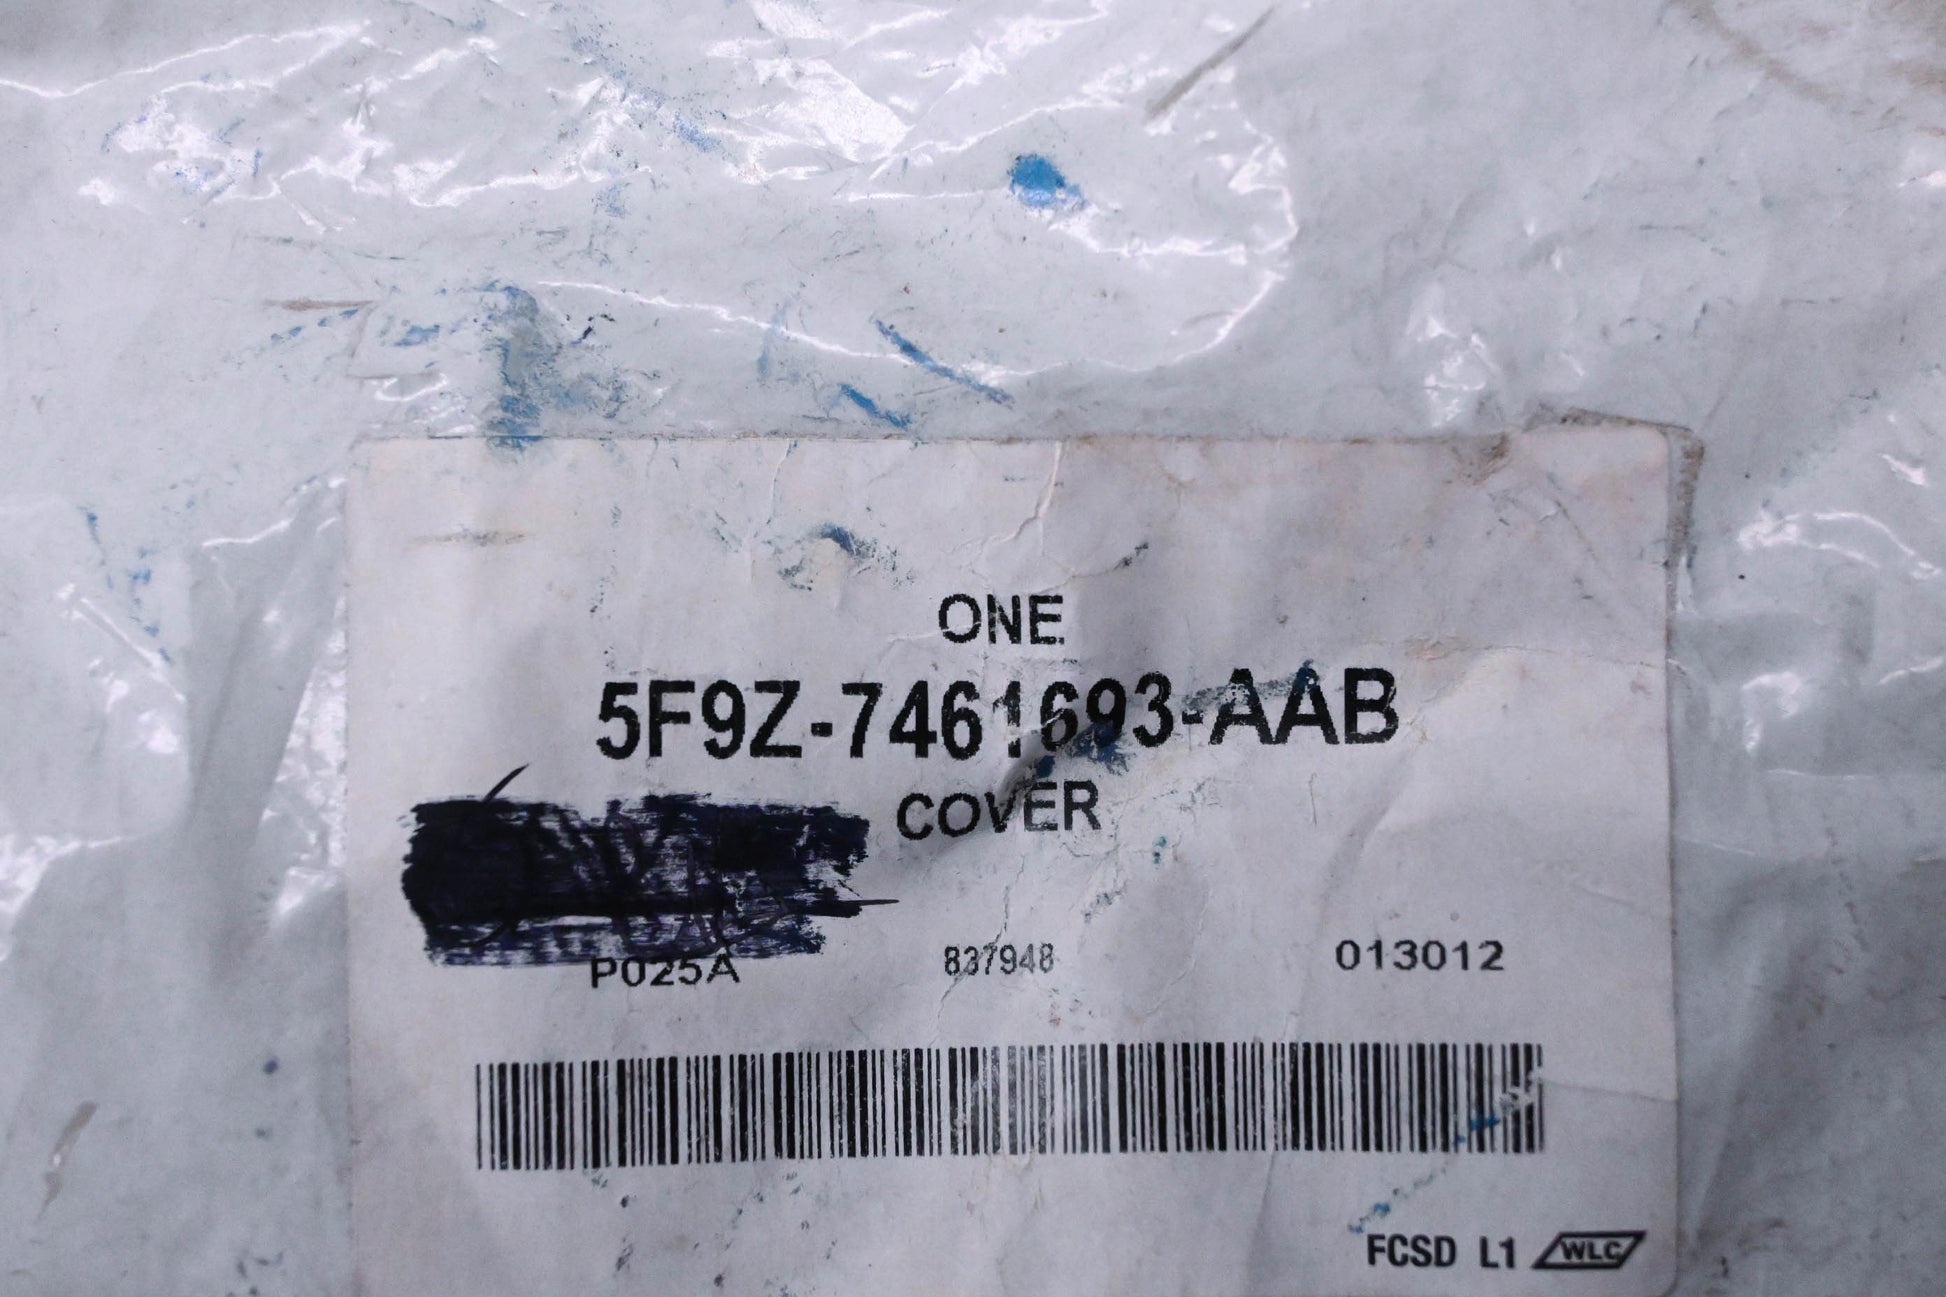 ONE
5F9Z-7461693-AAB
COVER
P025A 837948 013012
FCSD L1 WLC